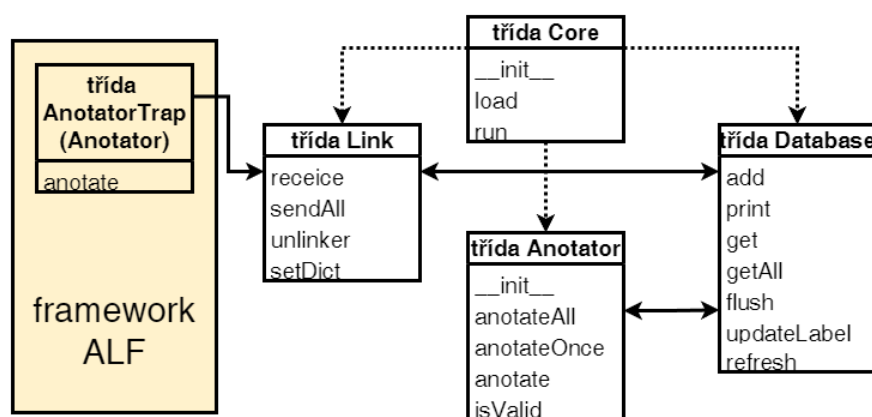 třída
AnotatorTrap
(Anotator)
anotate
framework
ALF
třída Link
receice
sendAll
unlinker
setDict
třída Core
__init__
load
run
třída Anotator
__init__
anotateAll
anotateOnce
anotate
isValid
třída Database
add
print
get
getAll
flush
updateLabel
refresh